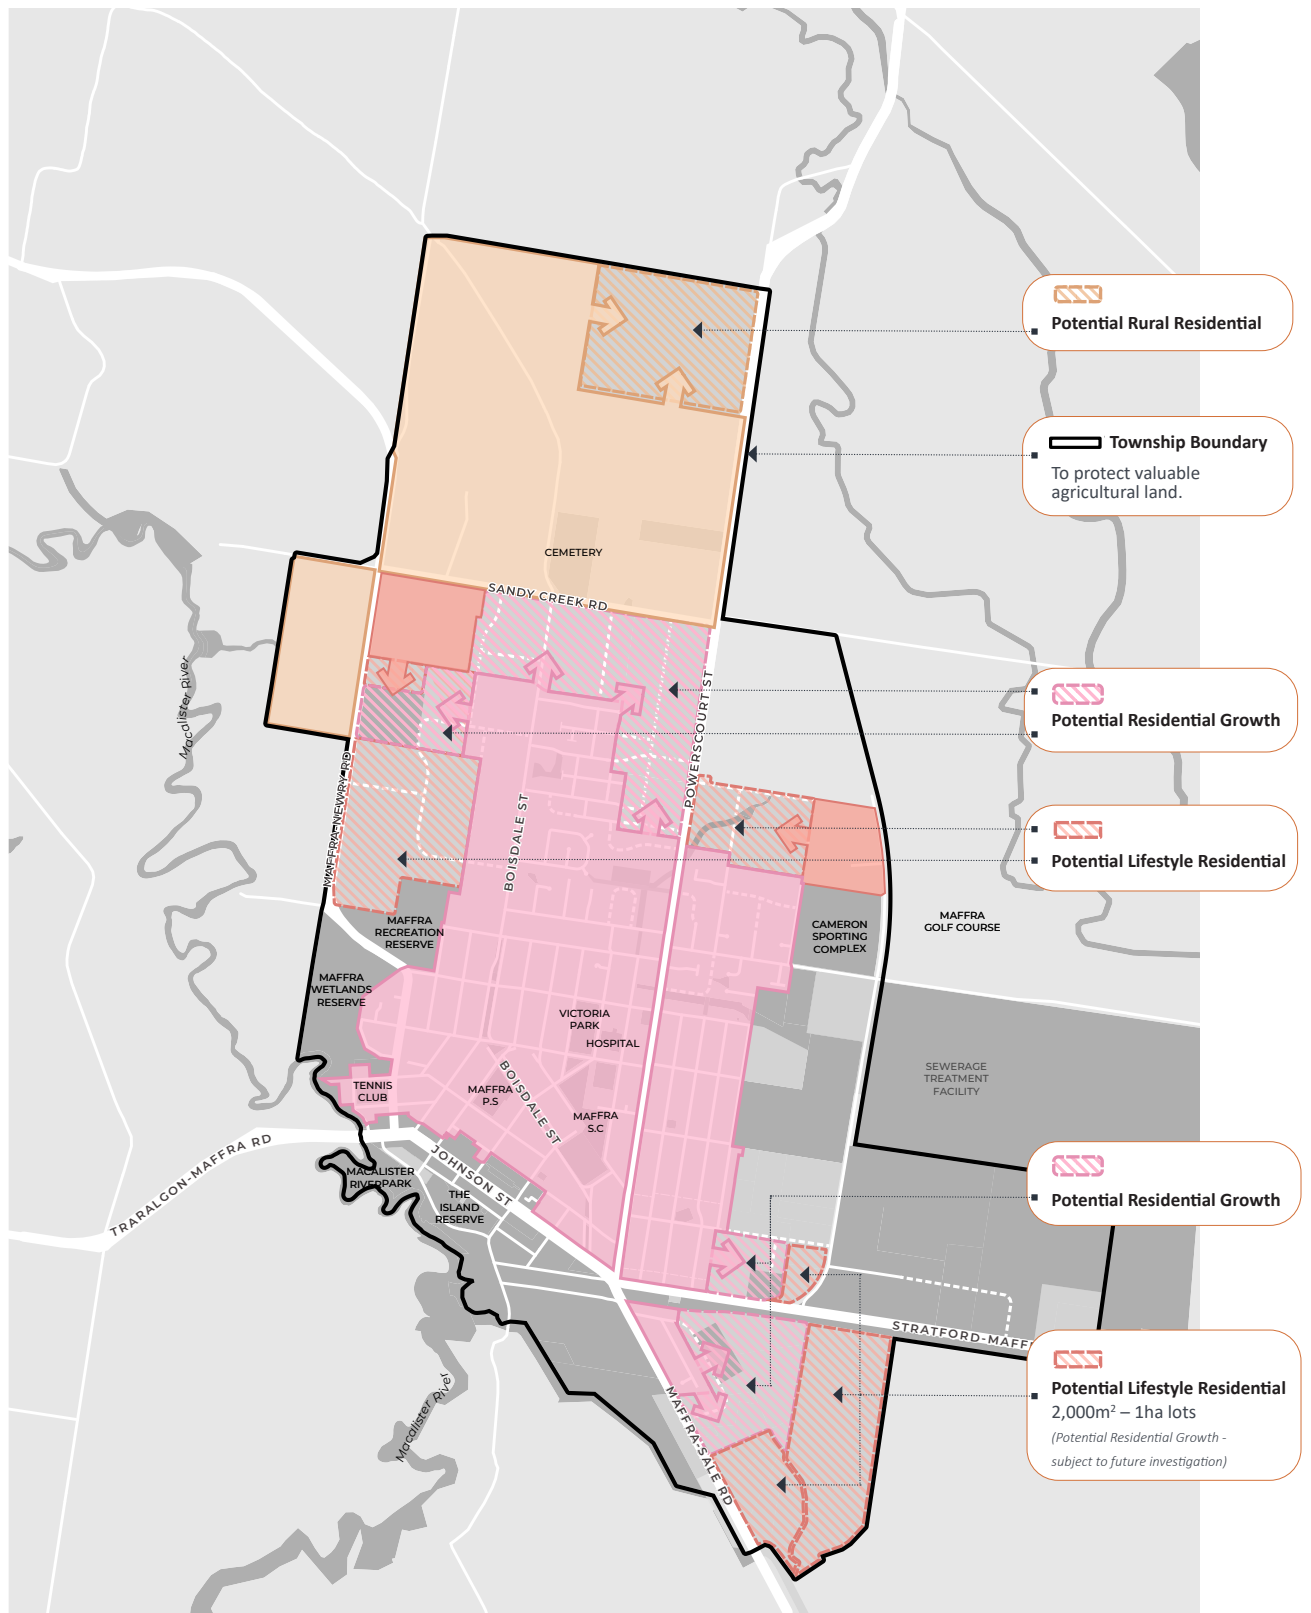 Potential Rural Residential
Township Boundary
To protect valuable
agricultural land.
CEMETERY
SANDY CREEK RD
Macalister River
POWERSCOURT ST
Potential Residential Growth
MAFFRA-NEWRY RD
BOISDALE ST
Potential Lifestyle Residential
MAFFRA
RECREATION
RESERVE
CAMERON
SPORTING
COMPLEX
MAFFRA
GOLF COURSE
MAFFRA
WETLANDS
RESERVE
VICTORIA
PARK
HOSPITAL
BOISDALE ST
SEWERAGE
TREATMENT
FACILITY
TENNIS
CLUB
MAFFRA
P.S
MAFFRA
S.C
TRARALGON-MAFFRA RD
JOHNSON ST
MACALISTER
RIVERPARK
THE
ISLAND
RESERVE
Potential Residential Growth
STRATFORD-MAFF
Macalister River
MAFFRA-SALE RD
Potential Lifestyle Residential
2,000m² – 1ha lots
(Potential Residential Growth -
subject to future investigation)